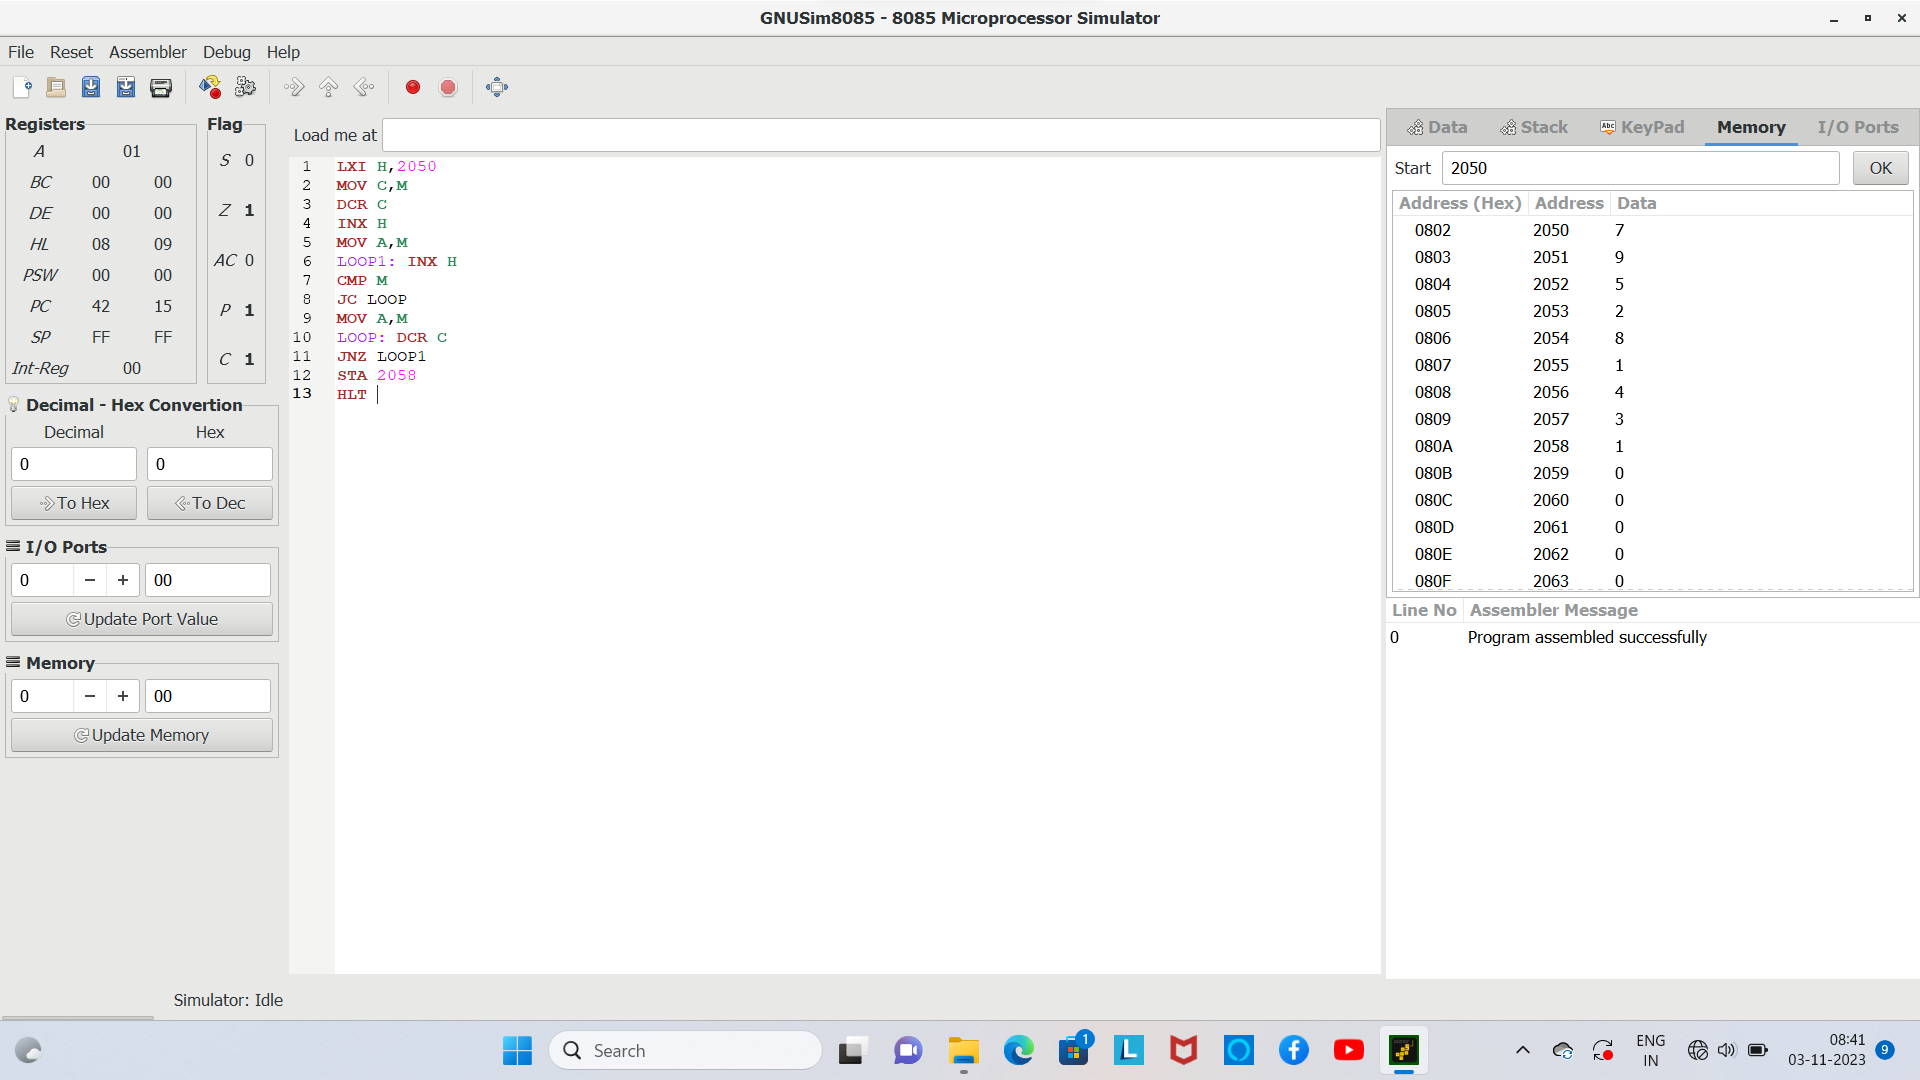 GNUSim8085 - 8085 Microprocessor Simulator
File Reset Assembler Debug Help
Registers
A 01
BC 00 00
DE 00 00
HL 08 09
PSW 00 00
PC 42 15
SP FF FF
Int-Reg 00
Flag
S 0
Z 1
AC 0
P 1
C 1
Decimal - Hex Convertion
Decimal Hex
0 0
To Hex To Dec
I/O Ports
0 − + 00
Update Port Value
Memory
0 − + 00
Update Memory
Load me at
1 LXI H,2050
2 MOV C,M
3 DCR C
4 INX H
5 MOV A,M
6 LOOP1: INX H
7 CMP M
8 JC LOOP
9 MOV A,M
10 LOOP: DCR C
11 JNZ LOOP1
12 STA 2058
13 HLT
Data Stack Abc KeyPad Memory I/O Ports
Start 2050 OK
Address (Hex) Address Data
0802 2050 7
0803 2051 9
0804 2052 5
0805 2053 2
0806 2054 8
0807 2055 1
0808 2056 4
0809 2057 3
080A 2058 1
080B 2059 0
080C 2060 0
080D 2061 0
080E 2062 0
080F 2063 0
Line No Assembler Message
0 Program assembled successfully
Simulator: Idle
Search
1
L
ENG
IN
08:41
03-11-2023
9